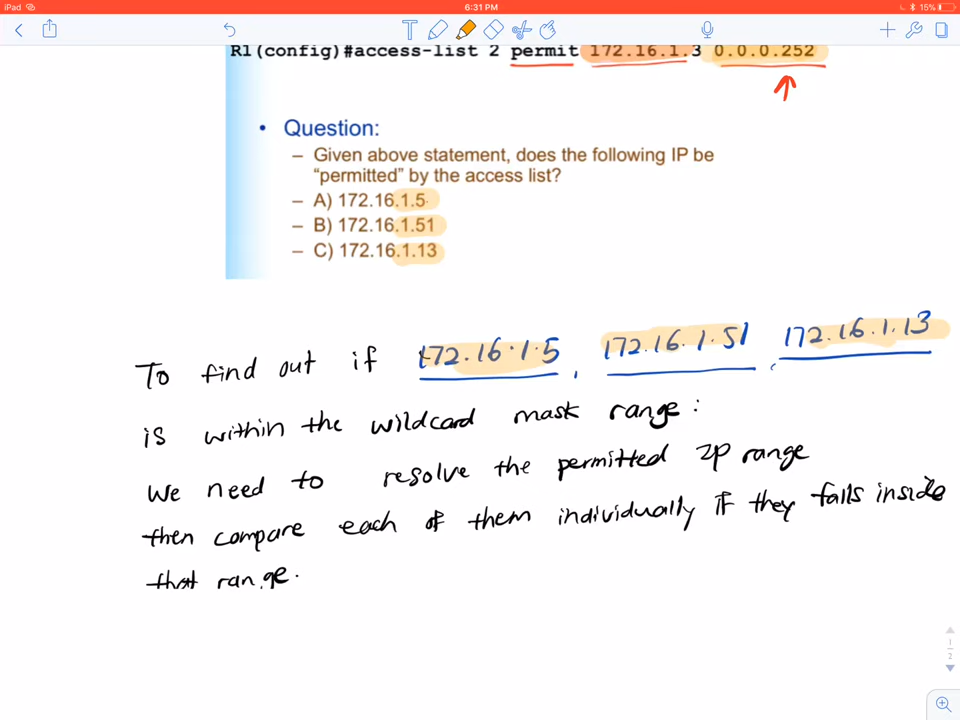 iPad
6:31 PM
15%
R1(config)#access-list 2 permit 172.16.1.3 0.0.0.252
• Question:
– Given above statement, does the following IP be
"permitted" by the access list?
– A) 172.16.1.5
– B) 172.16.1.51
– C) 172.16.1.13
To find out if 172.16.1.5 , 172.16.1.51 , 172.16.1.13
is within the wildcard mask range:
We need to resolve the permitted IP range
then compare each of them individually if they falls inside
that range.
1
2